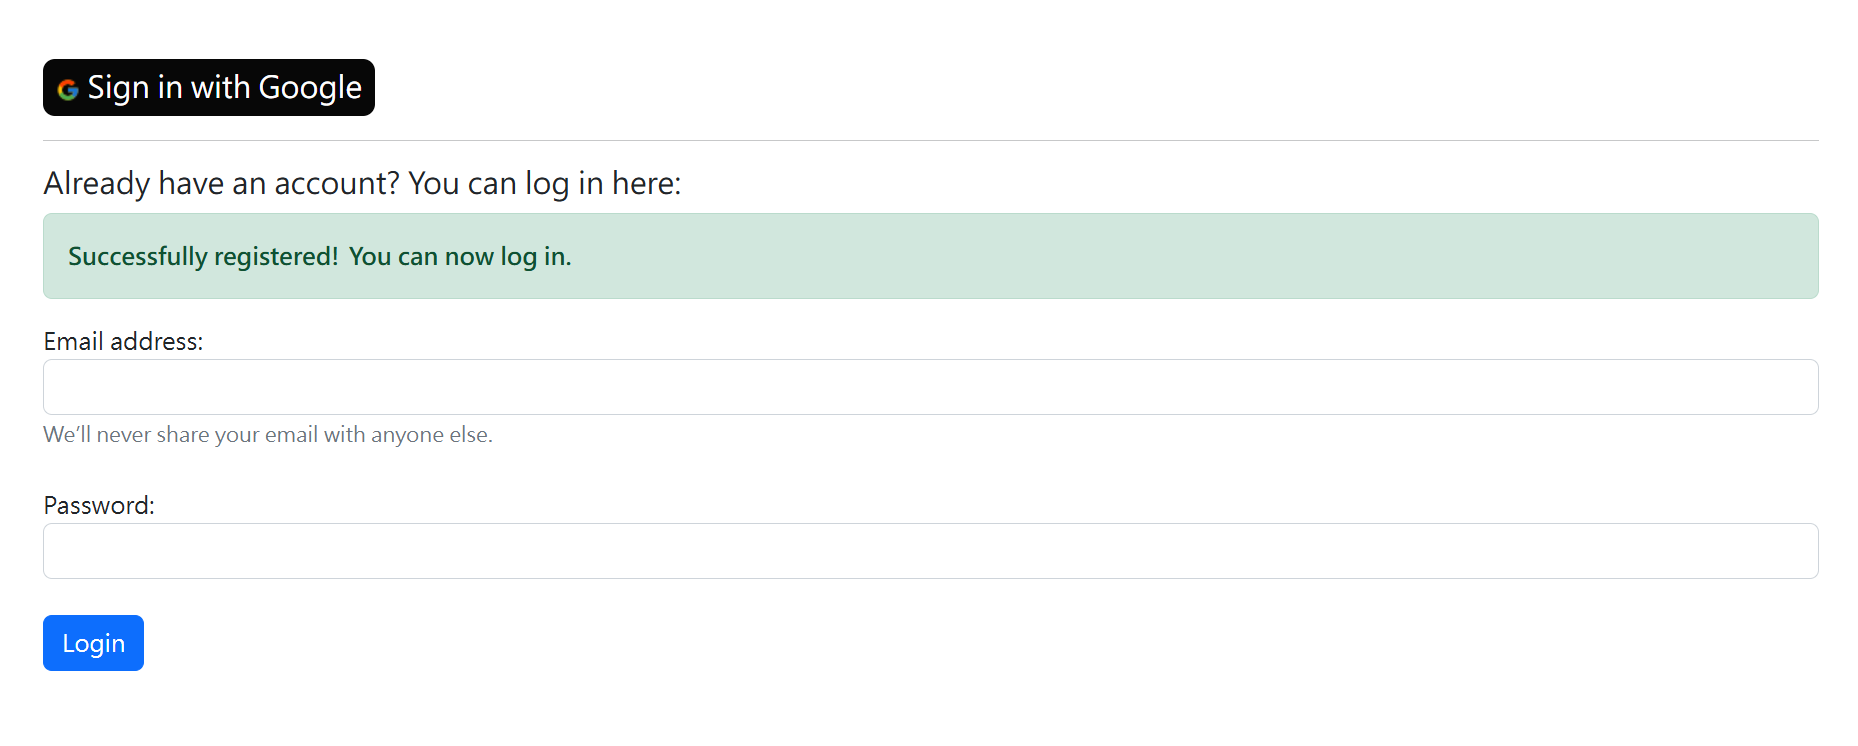 Sign in with Google
Already have an account? You can log in here:
Successfully registered! You can now log in.
Email address:
We’ll never share your email with anyone else.
Password:
Login